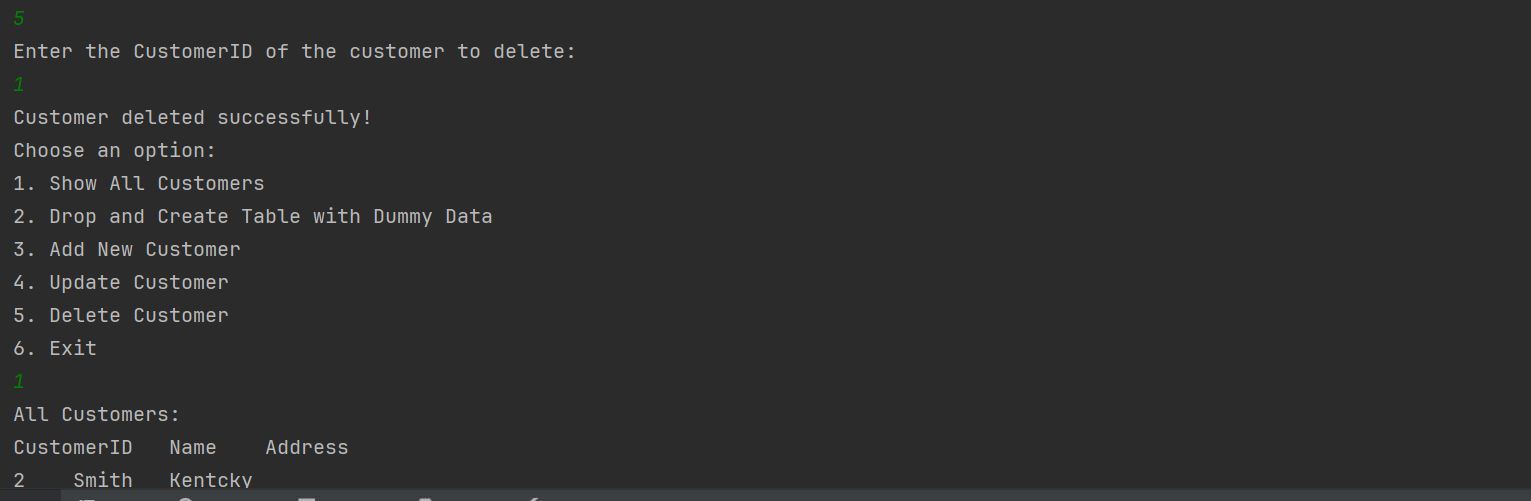 5
Enter the CustomerID of the customer to delete:
1
Customer deleted successfully!
Choose an option:
1. Show All Customers
2. Drop and Create Table with Dummy Data
3. Add New Customer
4. Update Customer
5. Delete Customer
6. Exit
1
All Customers:
CustomerID   Name    Address
2    Smith   Kentcky